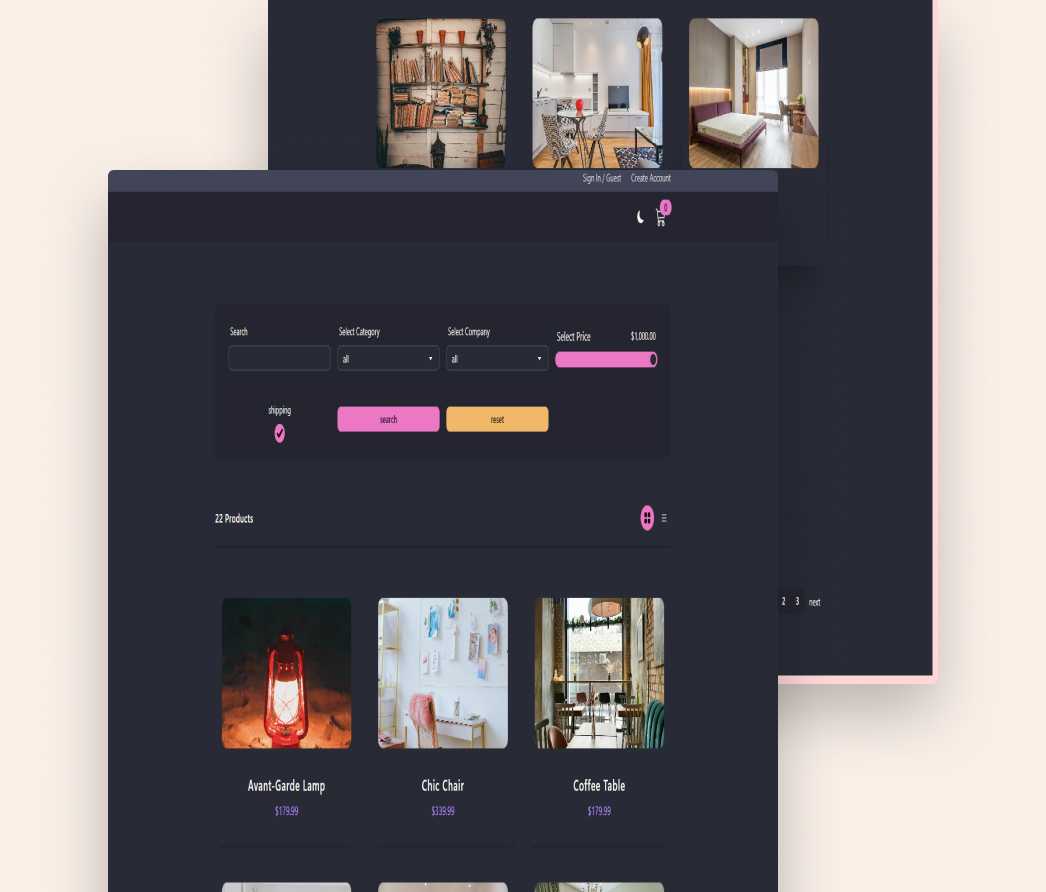 Sign In / Guest Create Account
0
Search Select Category Select Company Select Price $1,000.00
all all
shipping search reset
22 Products
2 3 next
Avant-Garde Lamp Chic Chair Coffee Table
$179.99 $339.99 $179.99